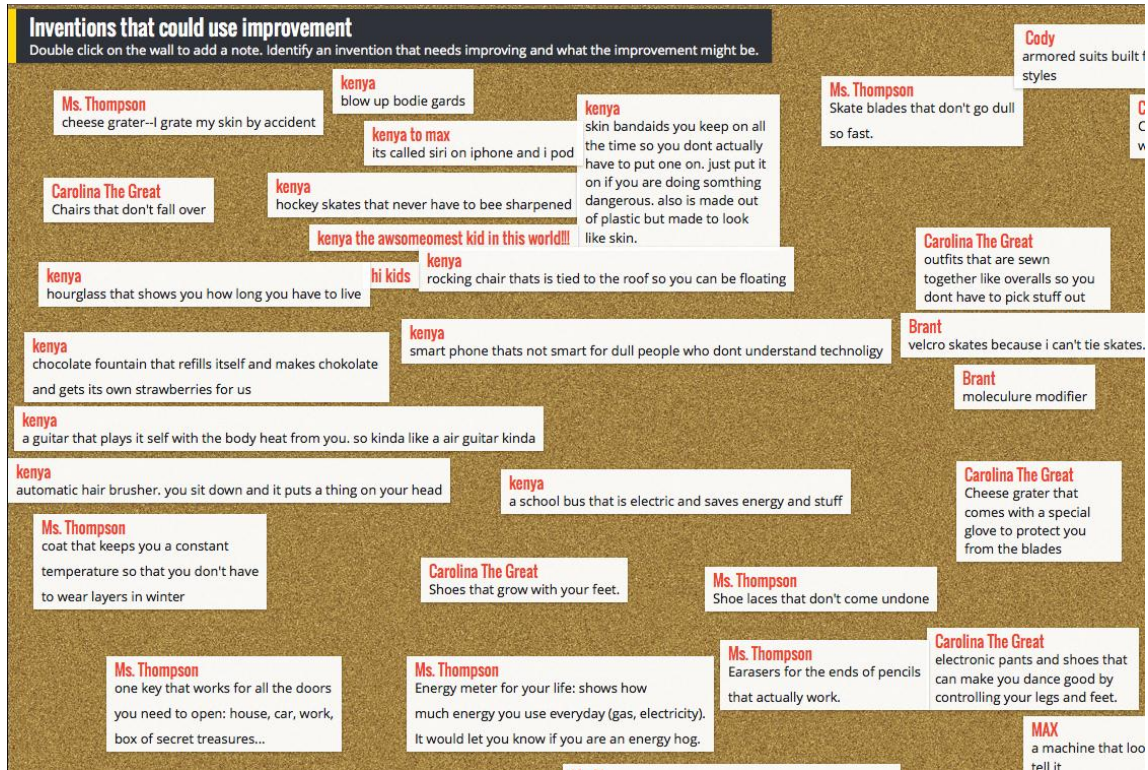 Inventions that could use improvement
Double click on the wall to add a note. Identify an invention that needs improving and what the improvement might be.
Cody
armored suits built
styles
kenya
blow up bodie gards
Ms. Thompson
cheese grater--I grate my skin by accident
Ms. Thompson
Skate blades that don't go dull
so fast.
kenya
skin bandaids you keep on all
the time so you dont actually
have to put one on. just put it
on if you are doing somthing
dangerous. also is made out
of plastic but made to look
like skin.
kenya to max
its called siri on iphone and i pod
Carolina The Great
Chairs that don't fall over
kenya
hockey skates that never have to bee sharpened
kenya the awsomeomest kid in this world!!!
hi kids
kenya
rocking chair thats is tied to the roof so you can be floating
Carolina The Great
outfits that are sewn
together like overalls so you
dont have to pick stuff out
kenya
hourglass that shows you how long you have to live
Brant
velcro skates because i can't tie skates.
kenya
smart phone thats not smart for dull people who dont understand technoligy
kenya
chocolate fountain that refills itself and makes chokolate
and gets its own strawberries for us
Brant
moleculure modifier
kenya
a guitar that plays it self with the body heat from you. so kinda like a air guitar kinda
kenya
automatic hair brusher. you sit down and it puts a thing on your head
kenya
a school bus that is electric and saves energy and stuff
Carolina The Great
Cheese grater that
comes with a special
glove to protect you
from the blades
Ms. Thompson
coat that keeps you a constant
temperature so that you don't have
to wear layers in winter
Carolina The Great
Shoes that grow with your feet.
Ms. Thompson
Shoe laces that don't come undone
Ms. Thompson
one key that works for all the doors
you need to open: house, car, work,
box of secret treasures...
Ms. Thompson
Energy meter for your life: shows how
much energy you use everyday (gas, electricity).
It would let you know if you are an energy hog.
Ms. Thompson
Earasers for the ends of pencils
that actually work.
Carolina The Great
electronic pants and shoes that
can make you dance good by
controlling your legs and feet.
MAX
a machine that
tell it